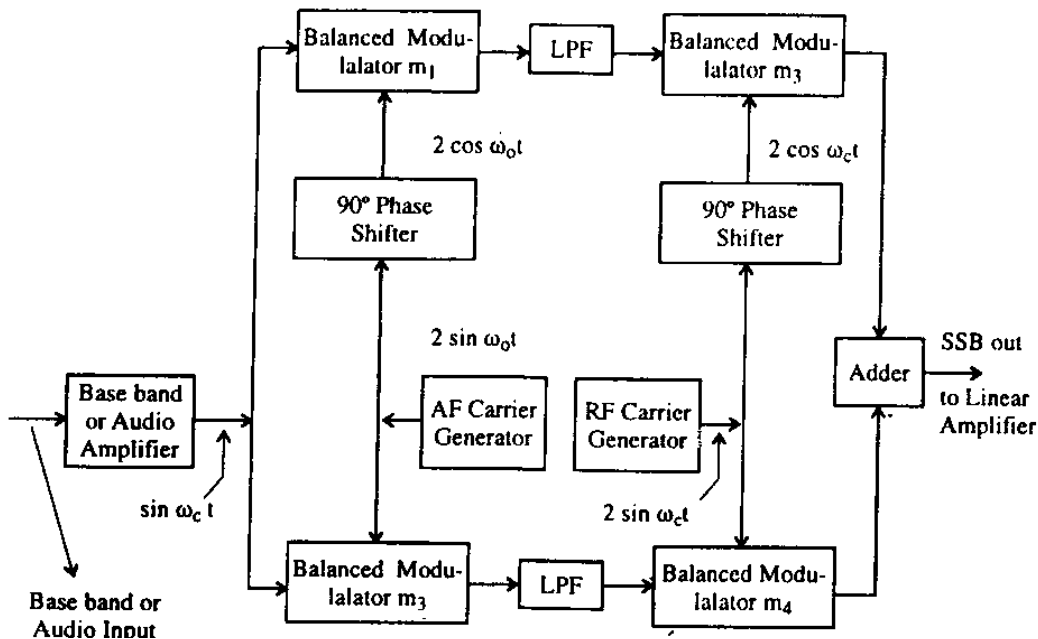 Balanced Modu-
lalator m₁
LPF
Balanced Modu-
lalator m₃
2 cos ωₒt
2 cos ω꜀t
90° Phase
Shifter
90° Phase
Shifter
2 sin ωₒt
SSB out
to Linear
Amplifier
Adder
Base band
or Audio
Amplifier
AF Carrier
Generator
RF Carrier
Generator
sin ω꜀ t
2 sin ω꜀t
Balanced Modu-
lalator m₃
LPF
Balanced Modu-
lalator m₄
Base band or
Audio Input